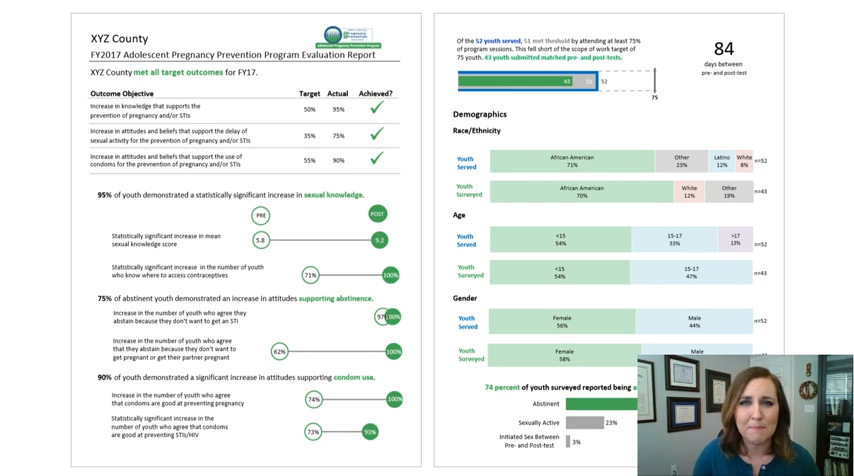 XYZ County
FY2017 Adolescent Pregnancy Prevention Program Evaluation Report
XYZ County met all target outcomes for FY17.
Outcome Objective Target Actual Achieved?
Increase in knowledge that supports the
prevention of pregnancy and/or STIs
50% 95%
Increase in attitudes and beliefs that support the delay of
sexual activity for the prevention of pregnancy and/or STIs
35% 75%
Increase in attitudes and beliefs that support the use of
condoms for the prevention of pregnancy and/or STIs
55% 90%
95% of youth demonstrated a statistically significant increase in sexual knowledge.
PRE POST
Statistically significant increase in mean
sexual knowledge score
5.8 9.2
Statistically significant increase in the number of youth
who know where to access contraceptives
71% 100%
75% of abstinent youth demonstrated an increase in attitudes supporting abstinence.
Increase in the number of youth who agree they
abstain because they don't want to get an STI
97% 100%
Increase in the number of youth who agree
that they abstain because they don't want to
get pregnant or get their partner pregnant
62% 100%
90% of youth demonstrated a significant increase in attitudes supporting condom use.
Increase in the number of youth who agree
that condoms are good at preventing pregnancy
74% 100%
Statistically significant increase in the
number of youth who agree that condoms
are good at preventing STIs/HIV
73% 93%
Of the 52 youth served, 51 met theshold by attending at least 75%
of program sessions. This fell short of the scope of work target of
75 youth. 43 youth submitted matched pre- and post-tests.
43 51 52
75
84
days between
pre- and post-test
Demographics
Race/Ethnicity
Youth
Served
African American
71%
Other
23%
Latino
12%
White
8%
n=52
Youth
Surveyed
African American
70%
White
12%
Other
19%
n=43
Age
Youth
Served
<15
54%
15-17
33%
>17
13%
n=52
Youth
Surveyed
<15
54%
15-17
47%
n=43
Gender
Youth
Served
Female
56%
Male
44%
n=52
Youth
Surveyed
Female
58%
Male
74 percent of youth surveyed reported being
Abstinent
Sexually Active
23%
Initiated Sex Between
Pre- and Post-test
3%